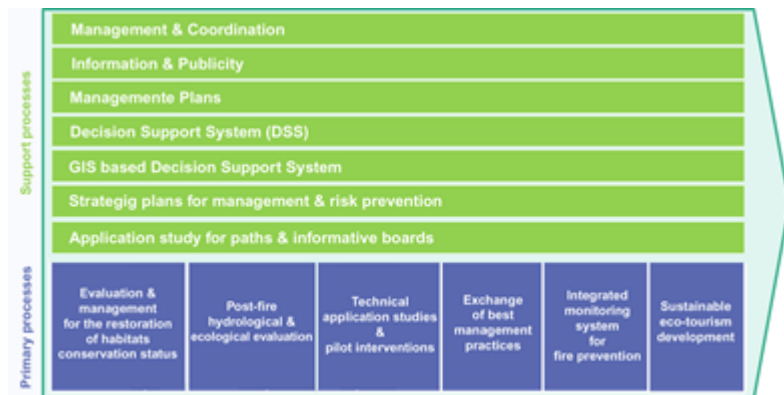 Support processes
Management & Coordination
Information & Publicity
Managemente Plans
Decision Support System (DSS)
GIS based Decision Support System
Strategig plans for management & risk prevention
Application study for paths & informative boards
Primary processes
Evaluation &
management
for the restoration
of habitats
conservation status
Post-fire
hydrological &
ecological evaluation
Technical
application studies
&
pilot interventions
Exchange
of best
management
practices
Integrated
monitoring
system
for
fire prevention
Sustainable
eco-tourism
development